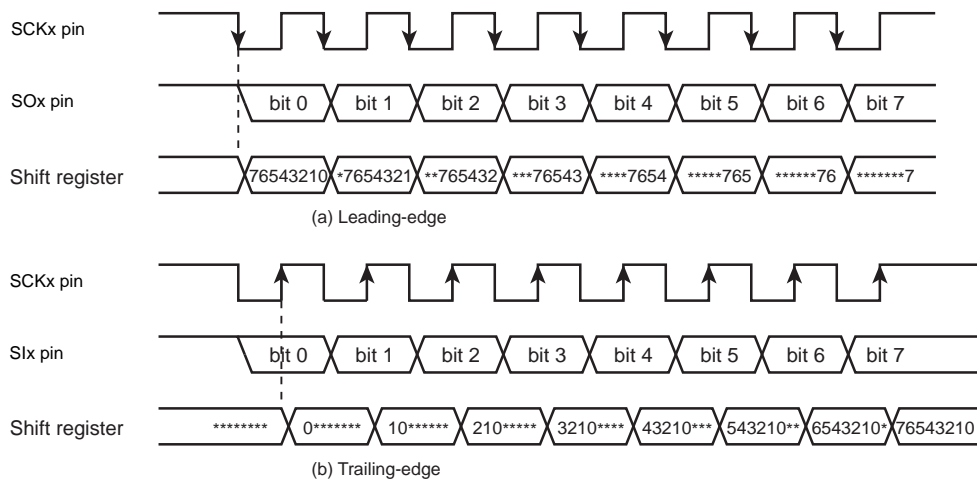 SCKx pin
SOx pin
bit 0 bit 1 bit 2 bit 3 bit 4 bit 5 bit 6 bit 7
Shift register
76543210 *7654321 **765432 ***76543 ****7654 *****765 ******76 *******7
(a) Leading-edge
SCKx pin
SIx pin
bit 0 bit 1 bit 2 bit 3 bit 4 bit 5 bit 6 bit 7
Shift register
******** 0******* 10****** 210***** 3210**** 43210*** 543210** 6543210* 76543210
(b) Trailing-edge